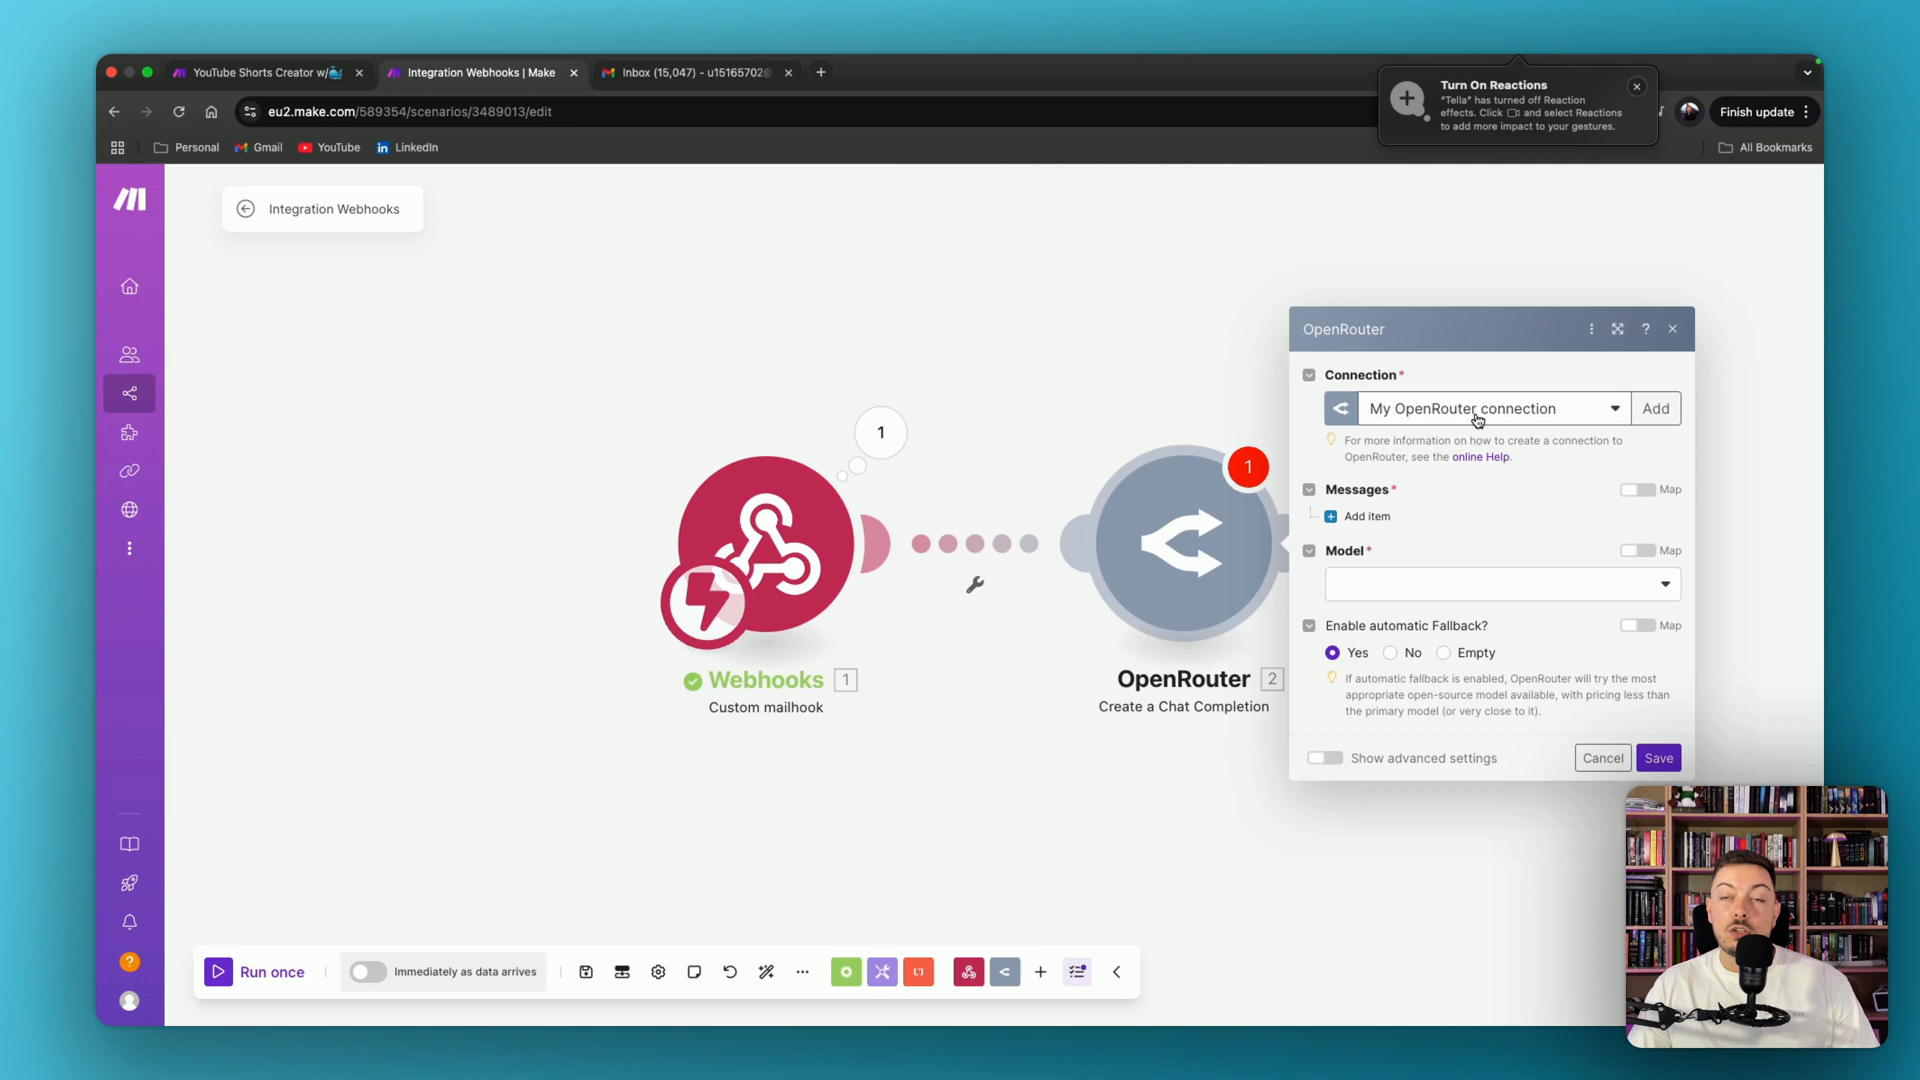 YouTube Shorts Creator w/
Integration Webhooks | Make
Inbox (15,047) - u15165702@
Turn On Reactions
"Tella" has turned off Reaction
effects. Click and select Reactions
to add more impact to your gestures.
eu2.make.com/589354/scenarios/3489013/edit
Finish update
Personal
Gmail
YouTube
LinkedIn
All Bookmarks
Integration Webhooks
OpenRouter
?
Connection*
My OpenRouter connection
Add
For more information on how to create a connection to
OpenRouter, see the online Help.
Messages*
Map
Add item
Model*
Map
Enable automatic Fallback?
Map
Yes
No
Empty
If automatic fallback is enabled, OpenRouter will try the most
appropriate open-source model available, with pricing less than
the primary model (or very close to it).
Show advanced settings
Cancel
Save
1
1
Webhooks 1
Custom mailhook
OpenRouter 2
Create a Chat Completion
Run once
Immediately as data arrives